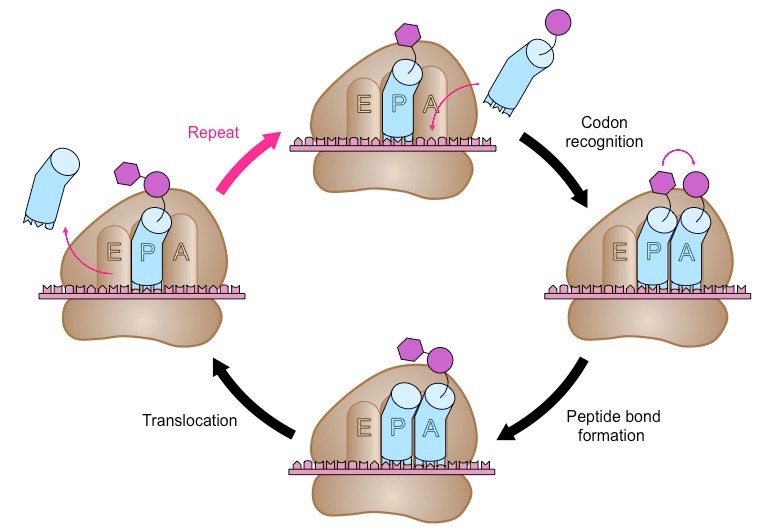 E P A
Codon
recognition
Repeat
E P A
E P A
E P A
Translocation
Peptide bond
formation